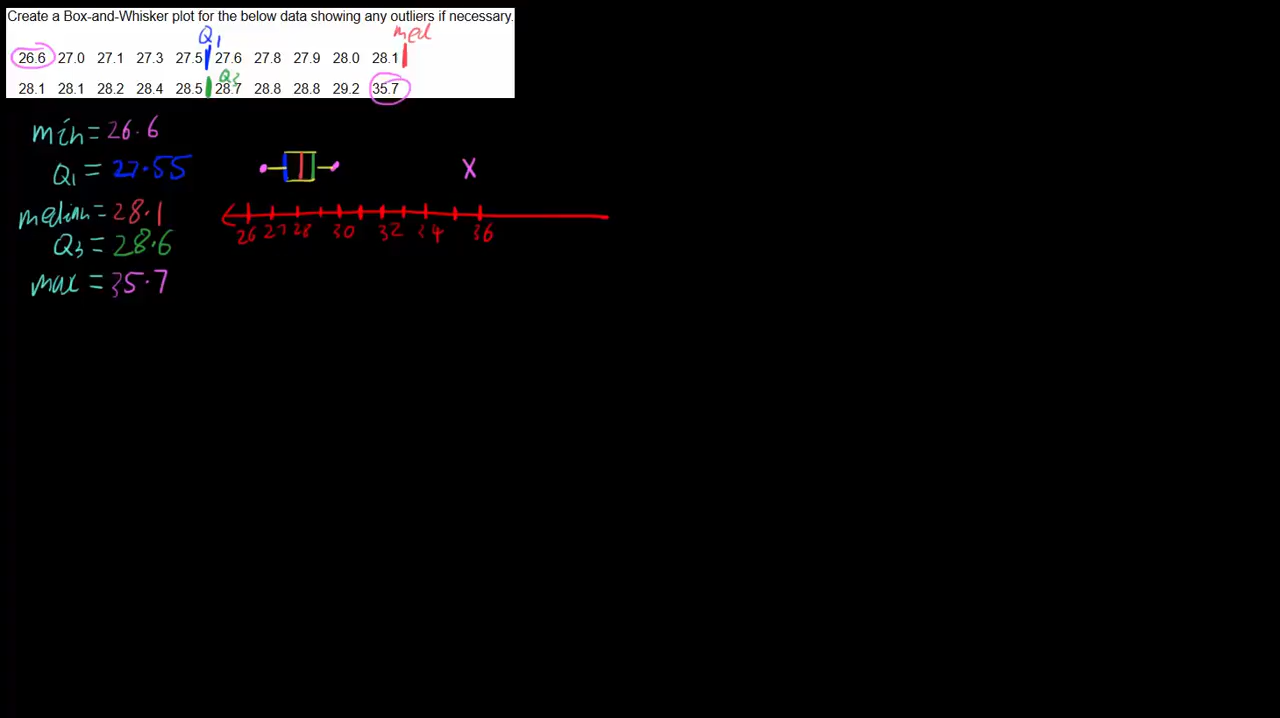 Create a Box-and-Whisker plot for the below data showing any outliers if necessary.
Q1 med
26.6 27.0 27.1 27.3 27.5 27.6 27.8 27.9 28.0 28.1
Q3
28.1 28.1 28.2 28.4 28.5 28.7 28.8 28.8 29.2 35.7
min = 26.6
Q1 = 27.55
median = 28.1
Q3 = 28.6
max = 35.7
X
26 27 28 30 32 34 36